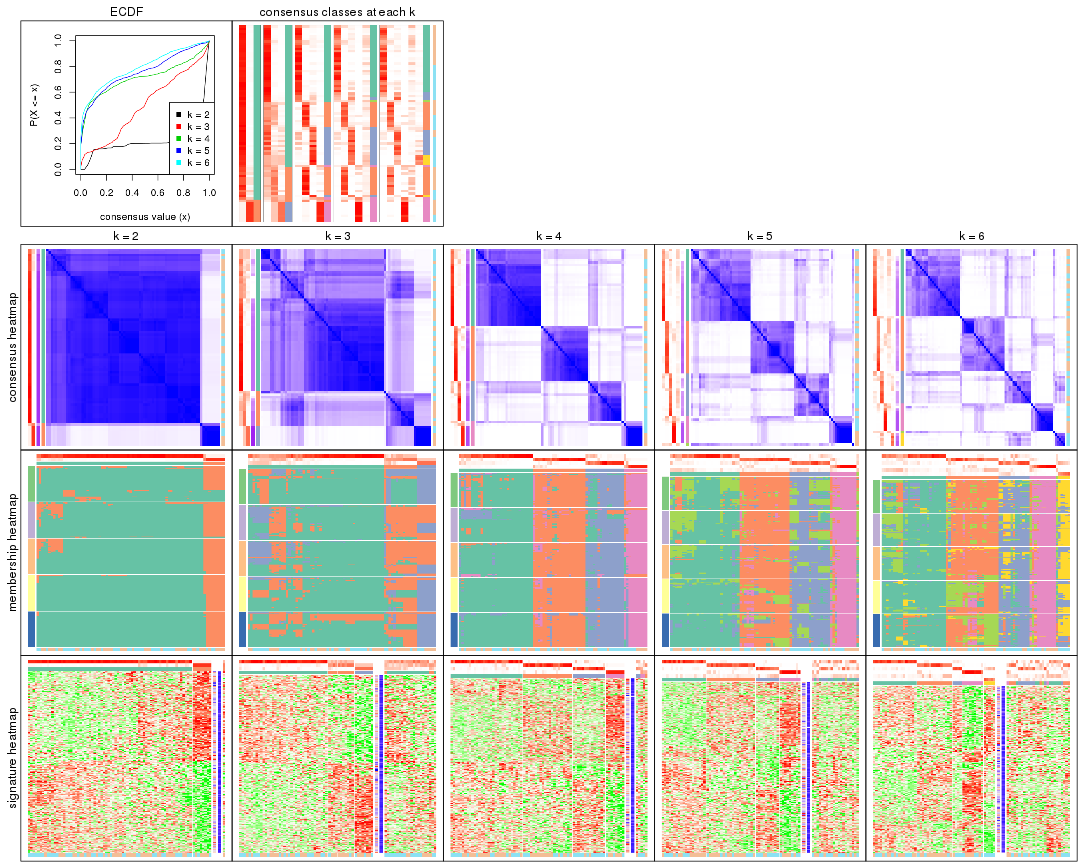 ECDF
consensus classes at each k
P(X <= x)
0.0 0.2 0.4 0.6 0.8 1.0
k = 2
k = 3
k = 4
k = 5
k = 6
0.0 0.2 0.4 0.6 0.8 1.0
consensus value (x)
k = 2 k = 3 k = 4 k = 5 k = 6
consensus heatmap
membership heatmap
signature heatmap